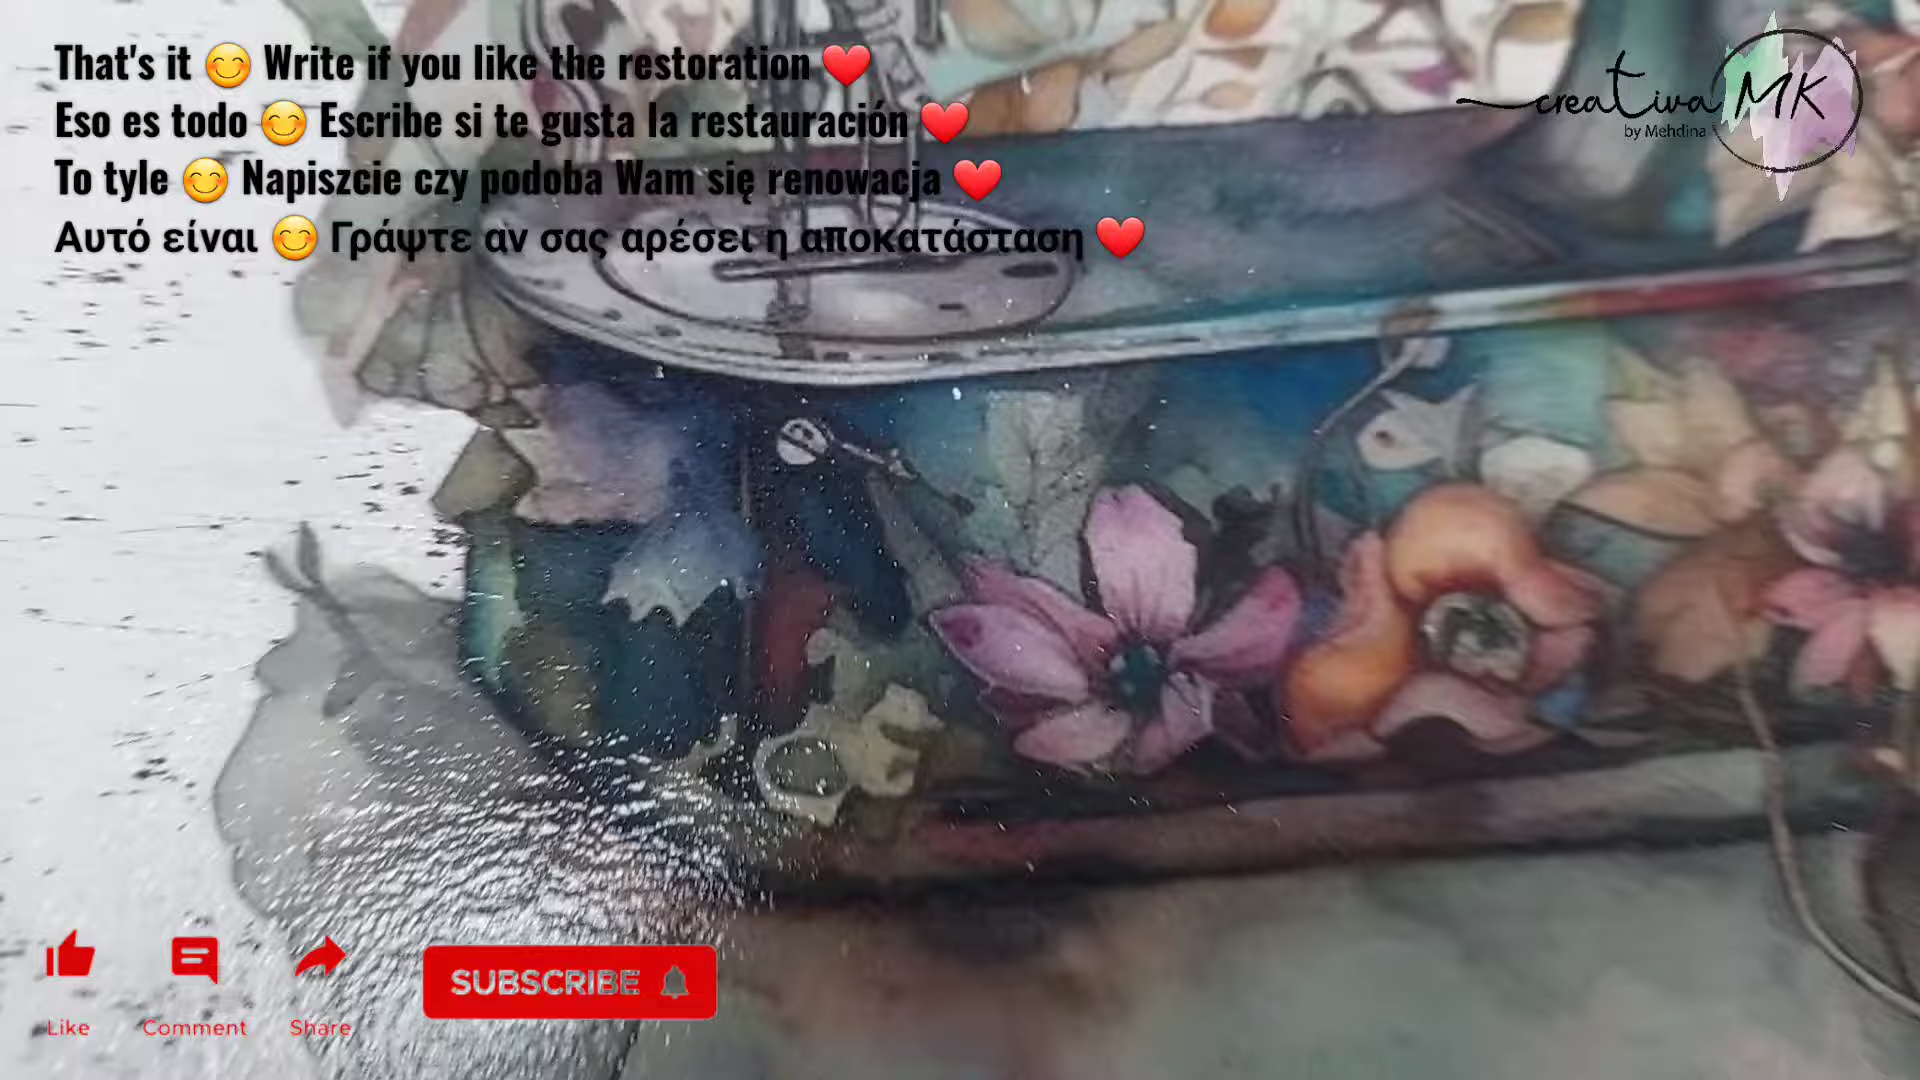 That's it 😊 Write if you like the restoration ❤️
Eso es todo 😊 Escribe si te gusta la restauración ❤️
To tyle 😊 Napiszcie czy podoba Wam się renowacja ❤️
Αυτό είναι 😊 Γράψτε αν σας αρέσει η αποκατάσταση ❤️
creativa MK
by Mehdina
SUBSCRIBE
Like Comment Share